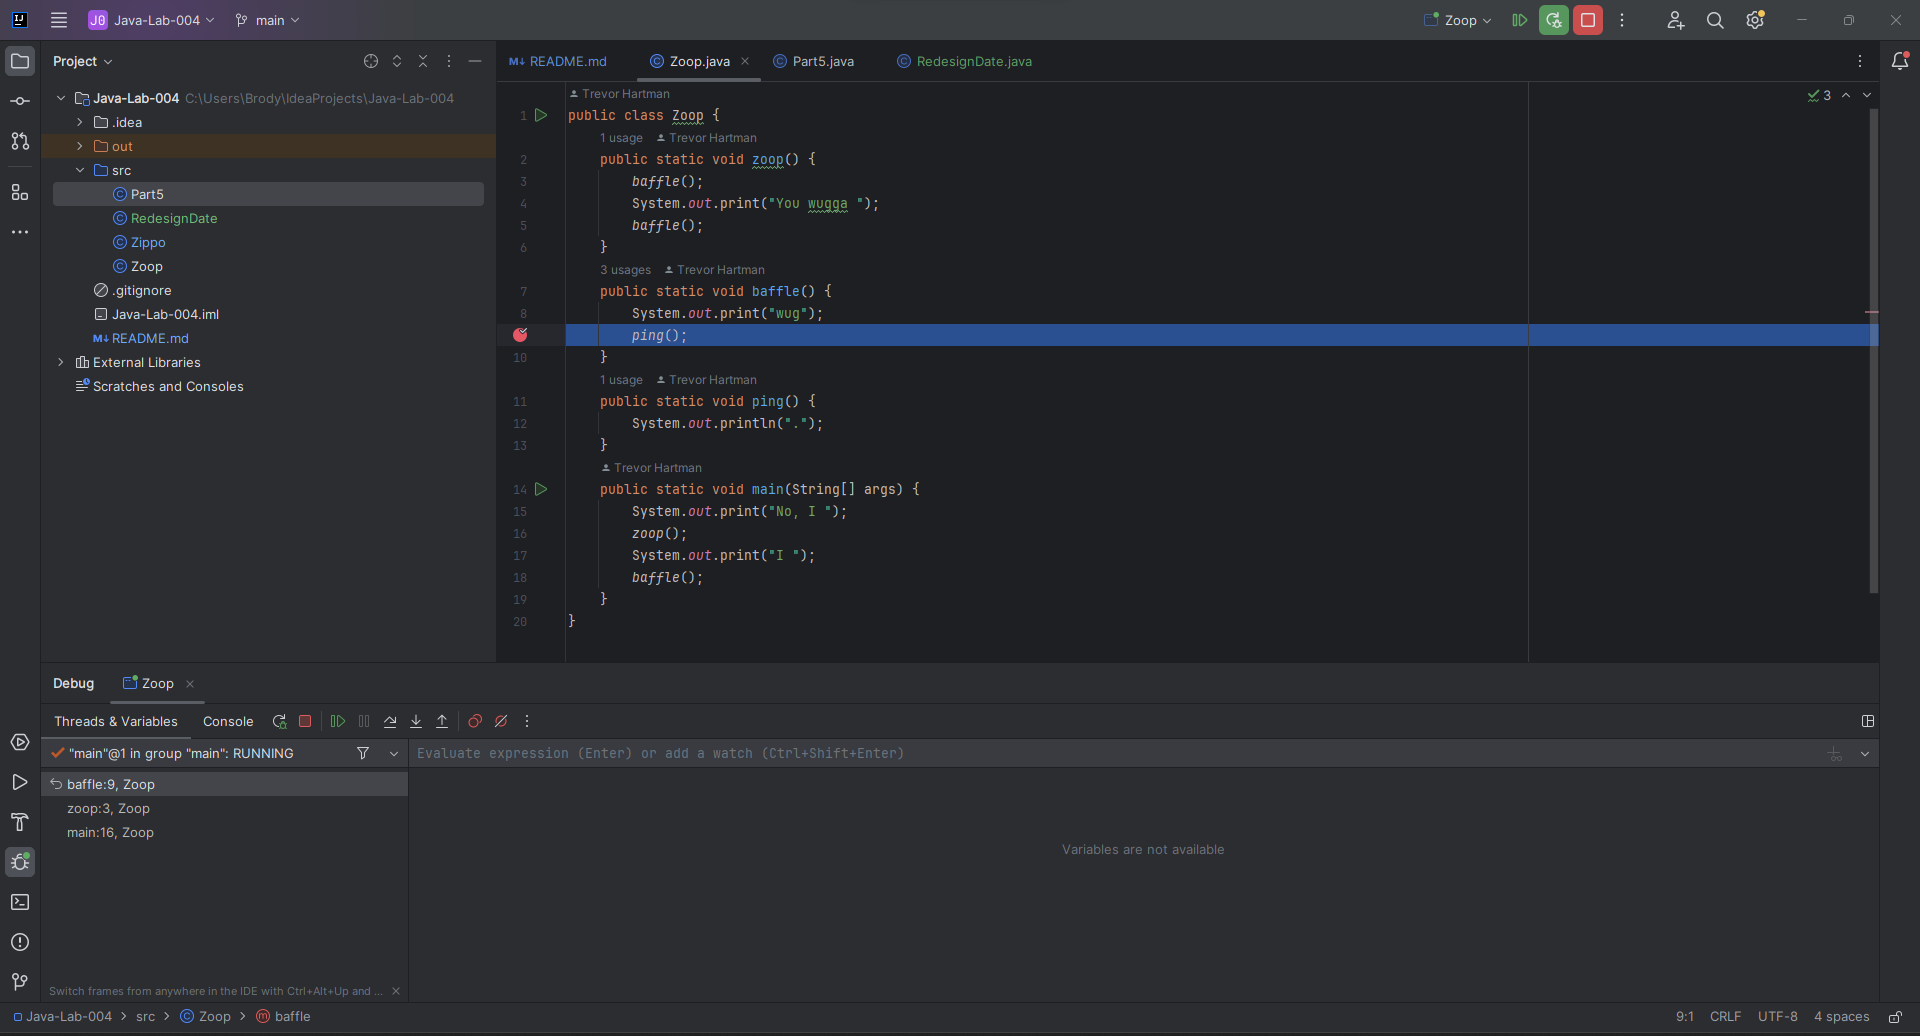 J0 Java-Lab-004 main Zoop
Project
README.md Zoop.java Part5.java RedesignDate.java
Java-Lab-004 C:\Users\Brody\IdeaProjects\Java-Lab-004
.idea
out
src
Part5
RedesignDate
Zippo
Zoop
.gitignore
Java-Lab-004.iml
M↓ README.md
External Libraries
Scratches and Consoles
Trevor Hartman
3
1 public class Zoop {
1 usage Trevor Hartman
2 public static void zoop() {
3 baffle();
4 System.out.print("You wugga ");
5 baffle();
6 }
3 usages Trevor Hartman
7 public static void baffle() {
8 System.out.print("wug");
ping();
10 }
1 usage Trevor Hartman
11 public static void ping() {
12 System.out.println(".");
13 }
Trevor Hartman
14 public static void main(String[] args) {
15 System.out.print("No, I ");
16 zoop();
17 System.out.print("I ");
18 baffle();
19 }
20 }
Debug Zoop
Threads & Variables Console
"main"@1 in group "main": RUNNING
Evaluate expression (Enter) or add a watch (Ctrl+Shift+Enter)
baffle:9, Zoop
zoop:3, Zoop
main:16, Zoop
Variables are not available
Switch frames from anywhere in the IDE with Ctrl+Alt+Up and ...
Java-Lab-004 > src > Zoop > baffle
9:1 CRLF UTF-8 4 spaces